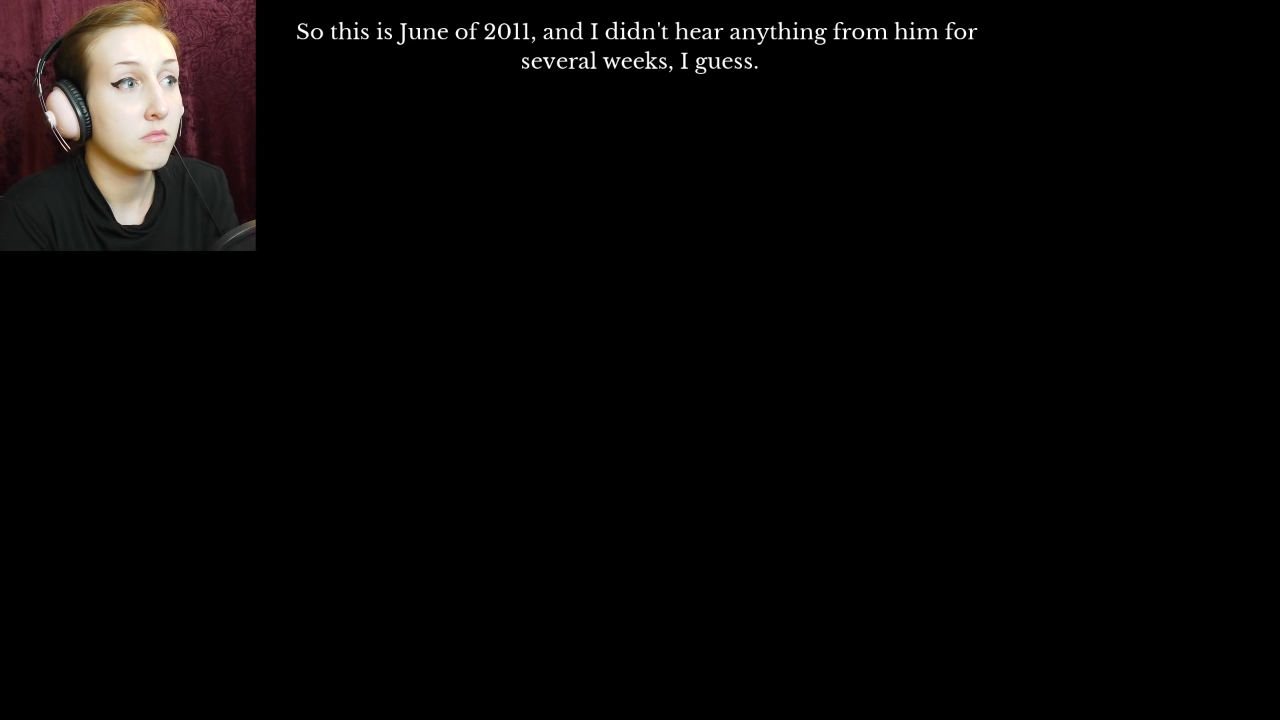 So this is June of 2011, and I didn't hear anything from him for
several weeks, I guess.